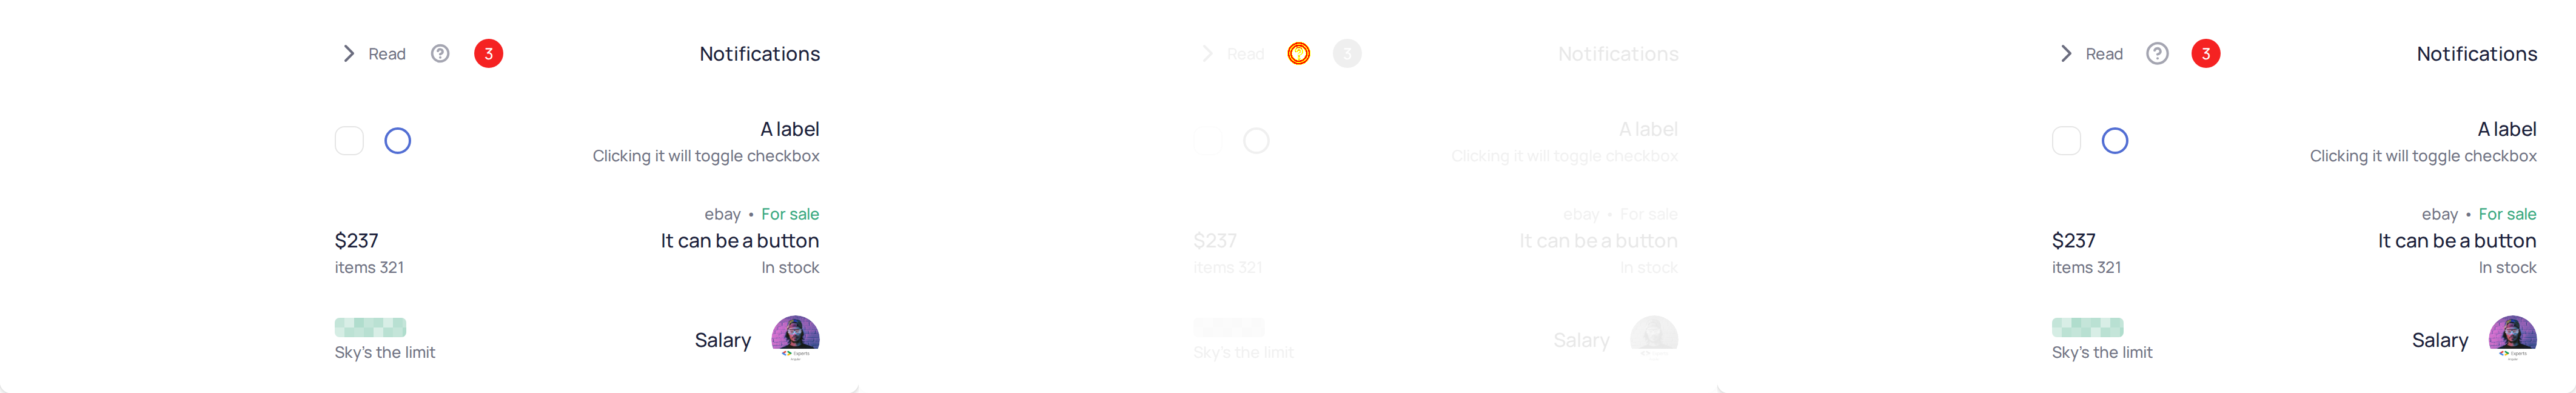 Read 3 Notifications
A label
Clicking it will toggle checkbox
ebay • For sale
$237 It can be a button
items 321 In stock
Salary
Sky's the limit
Read 3 Notifications
A label
Clicking it will toggle checkbox
ebay • For sale
$237 It can be a button
items 321 In stock
Salary
Sky's the limit
Read 3 Notifications
A label
Clicking it will toggle checkbox
ebay • For sale
$237 It can be a button
items 321 In stock
Salary
Sky's the limit